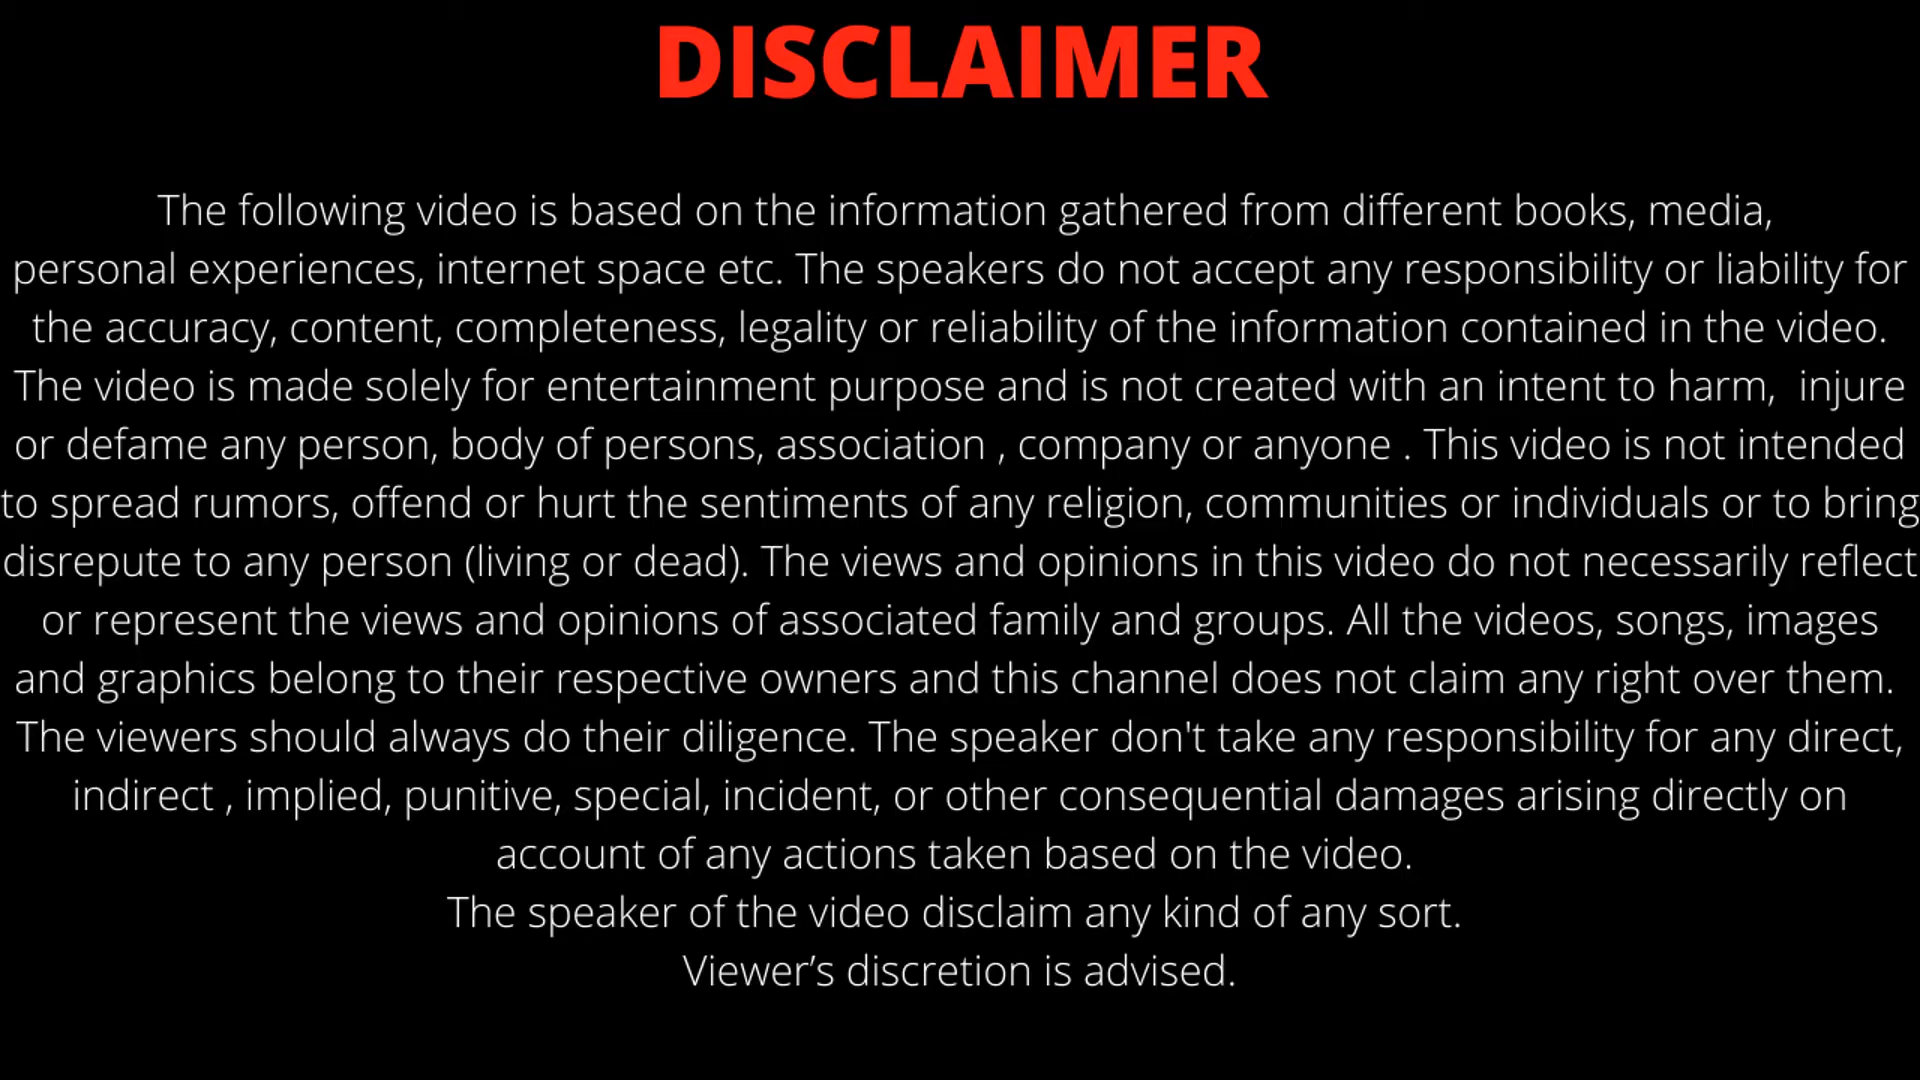 DISCLAIMER
The following video is based on the information gathered from different books, media,
personal experiences, internet space etc. The speakers do not accept any responsibility or liability for
the accuracy, content, completeness, legality or reliability of the information contained in the video.
The video is made solely for entertainment purpose and is not created with an intent to harm,  injure
or defame any person, body of persons, association , company or anyone . This video is not intended
to spread rumors, offend or hurt the sentiments of any religion, communities or individuals or to bring
disrepute to any person (living or dead). The views and opinions in this video do not necessarily reflect
or represent the views and opinions of associated family and groups. All the videos, songs, images
and graphics belong to their respective owners and this channel does not claim any right over them.
The viewers should always do their diligence. The speaker don't take any responsibility for any direct,
indirect , implied, punitive, special, incident, or other consequential damages arising directly on
account of any actions taken based on the video.
The speaker of the video disclaim any kind of any sort.
Viewer’s discretion is advised.